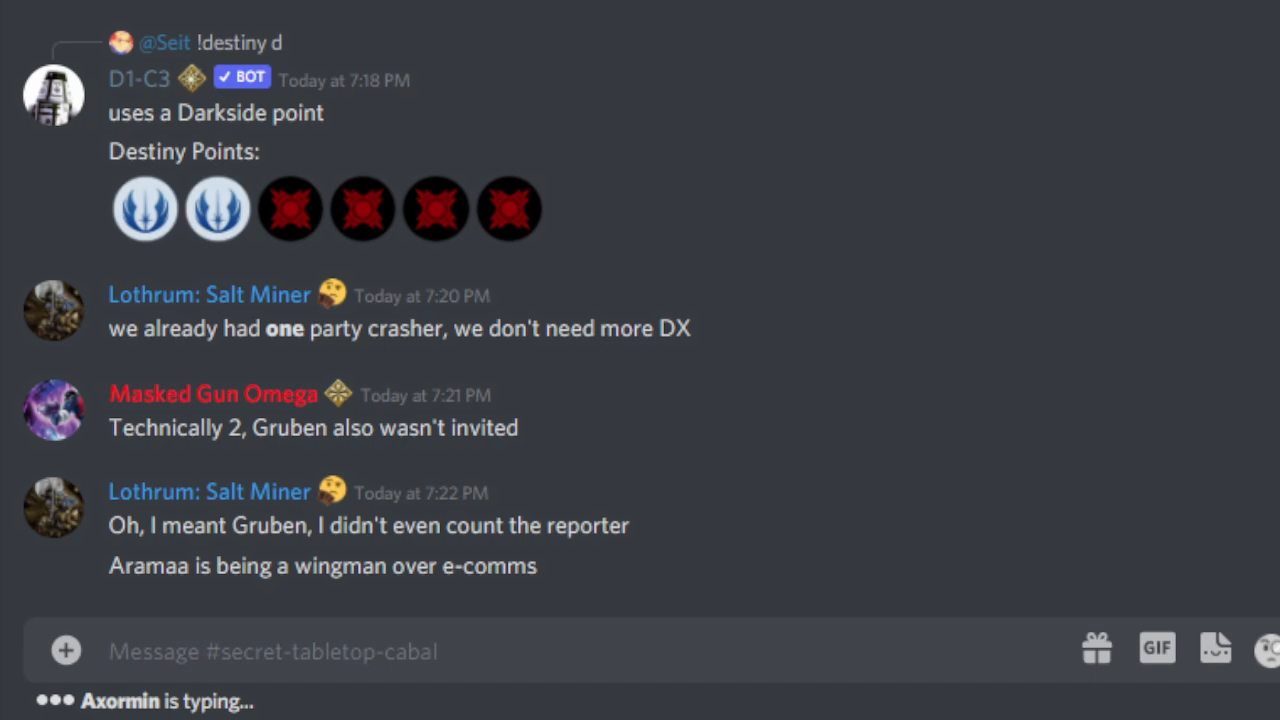 @Seit !destiny d
D1-C3 ✓ BOT Today at 7:18 PM
uses a Darkside point
Destiny Points:
Lothrum: Salt Miner Today at 7:20 PM
we already had one party crasher, we don't need more DX
Masked Gun Omega Today at 7:21 PM
Technically 2, Gruben also wasn't invited
Lothrum: Salt Miner Today at 7:22 PM
Oh, I meant Gruben, I didn't even count the reporter
Aramaa is being a wingman over e-comms
Message #secret-tabletop-cabal
GIF
Axormin is typing...